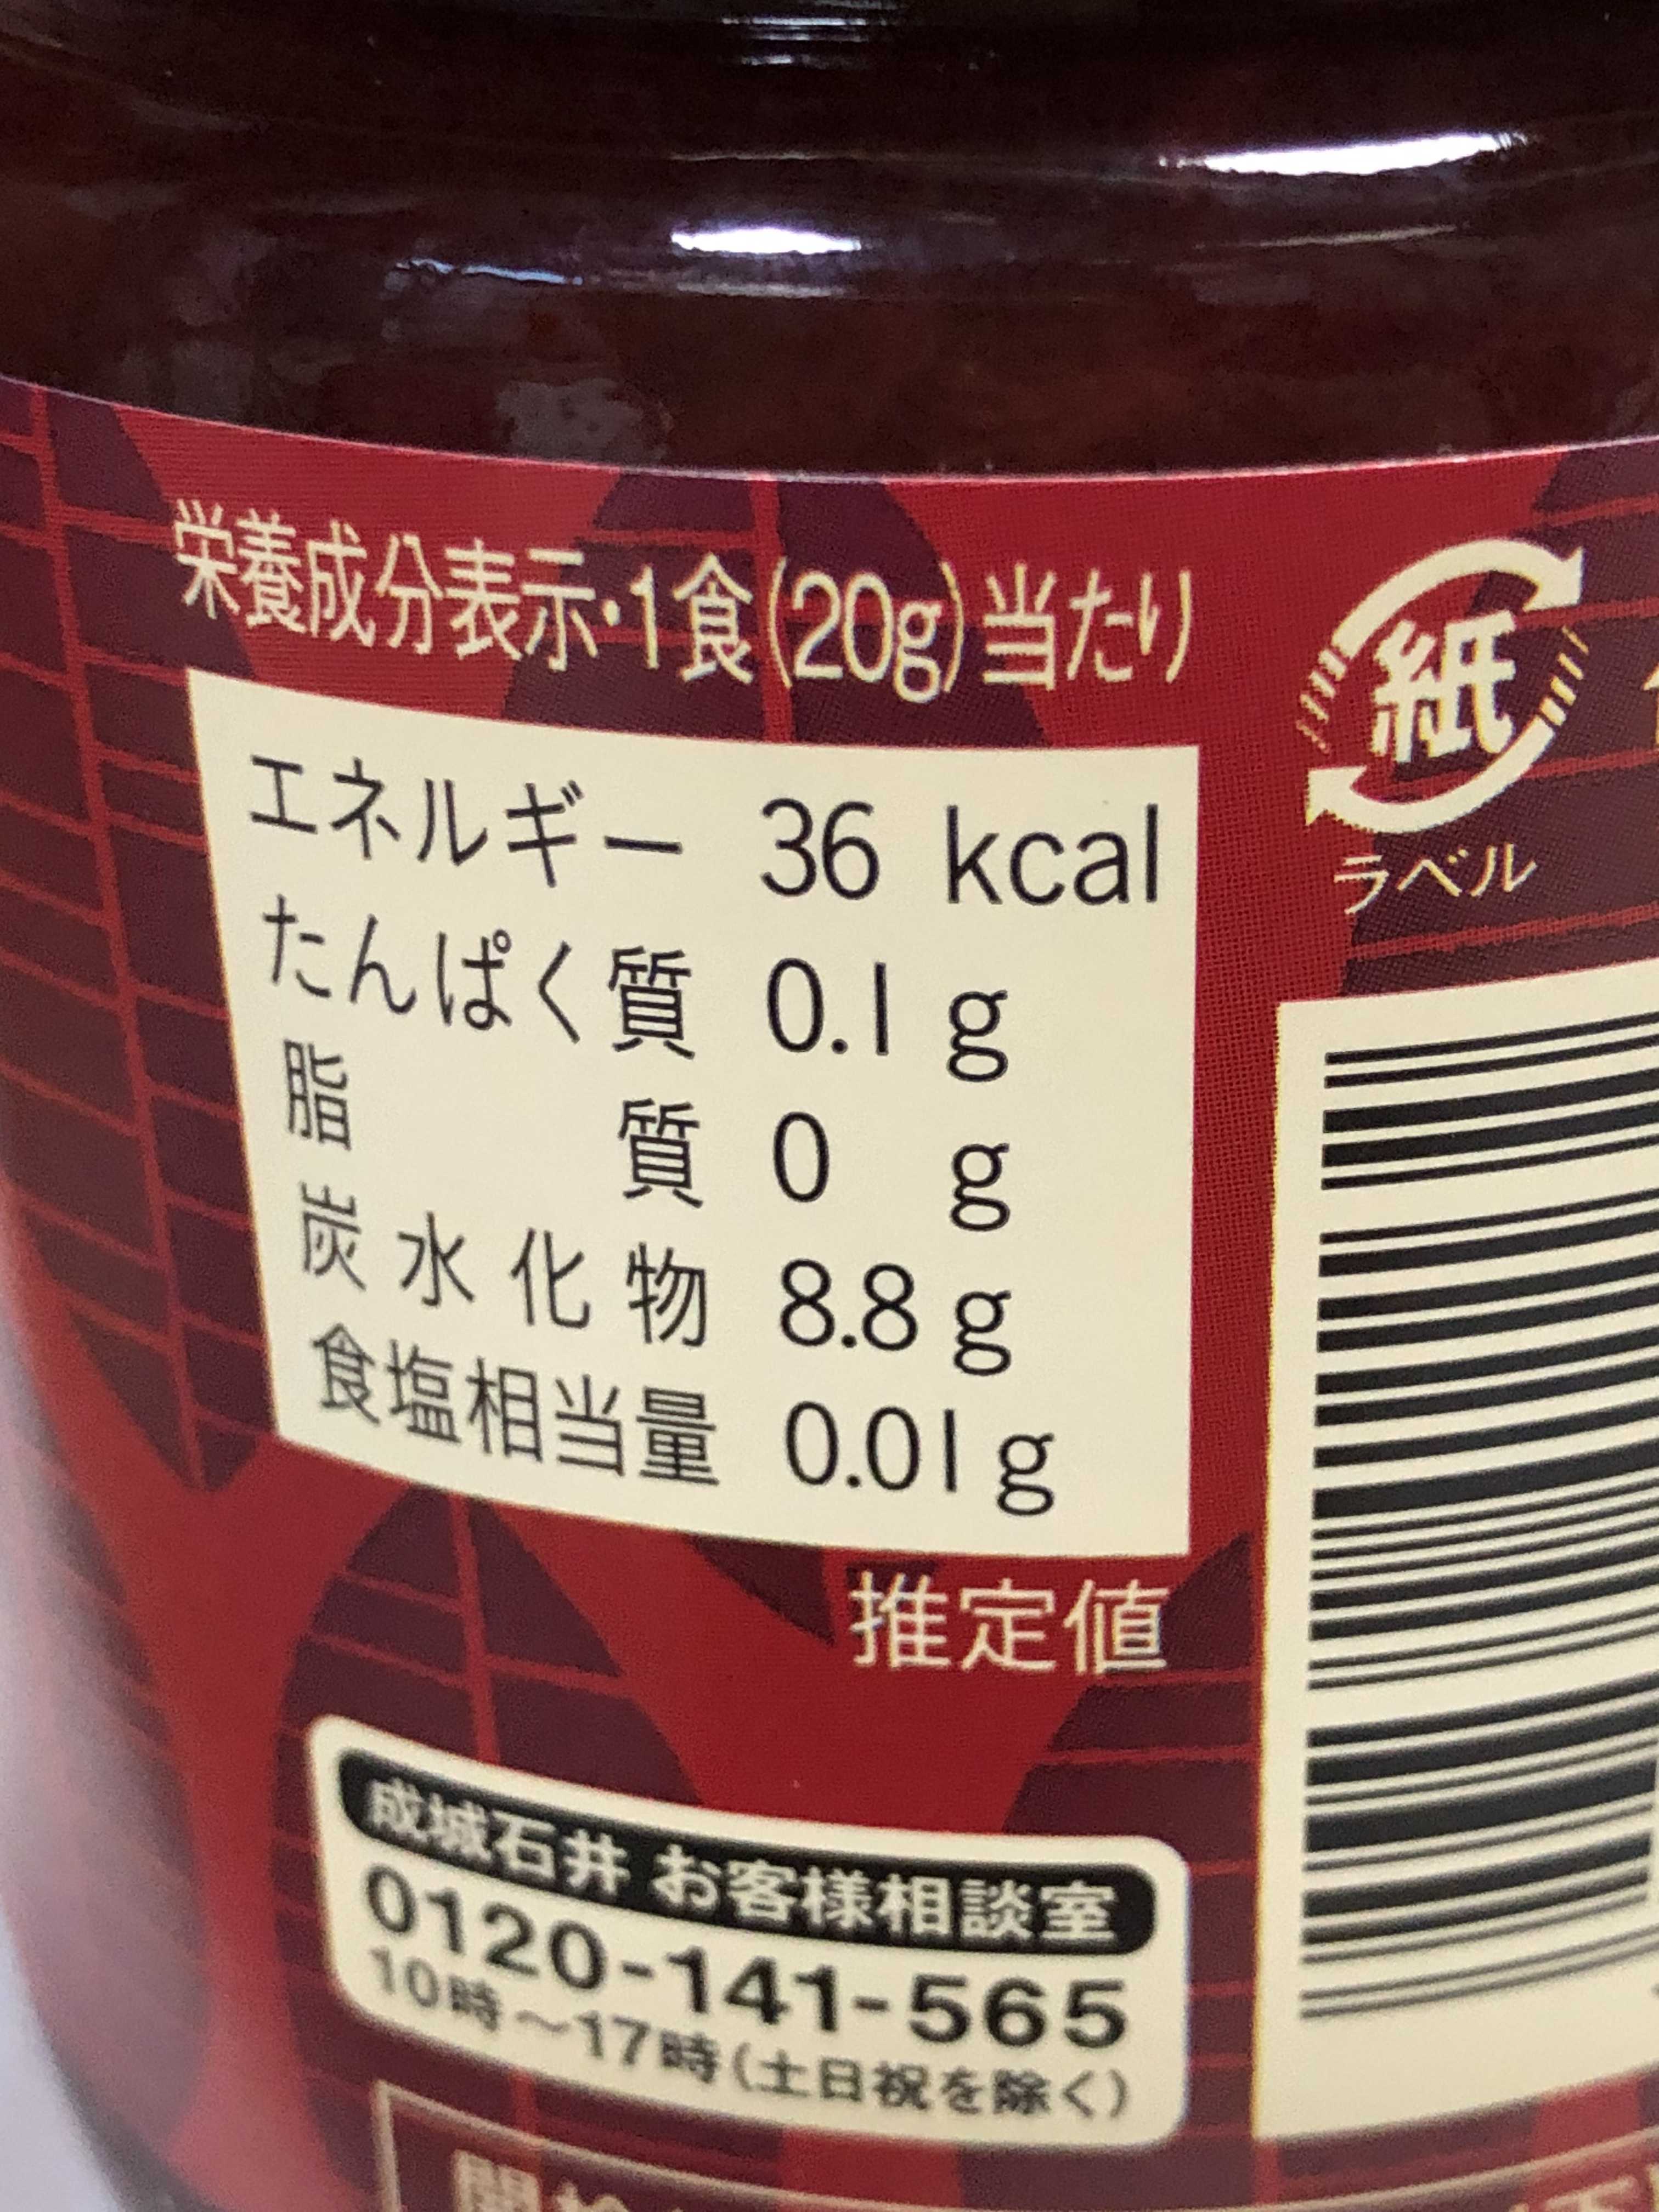 栄養成分表示・1食(20g)当たり
エネルギー 36 kcal
たんぱく質 0.1 g
脂質 0 g
炭水化物 8.8 g
食塩相当量 0.01 g
推定値
紙
ラベル
成城石井 お客様相談室
0120-141-565
10時～17時(土日祝を除く)